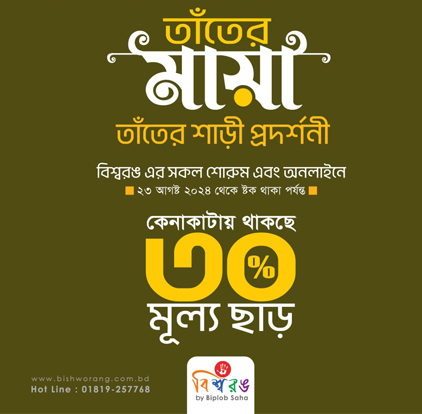 তাঁতের
মায়া
তাঁতের শাড়ী প্রদর্শনী
বিশ্বরঙ এর সকল শোরুম এবং অনলাইনে
২৩ আগষ্ট ২০২৪ থেকে ষ্টক থাকা পর্যন্ত
কেনাকাটায় থাকছে
৩০%
মূল্য ছাড়
www.bishworang.com.bd
Hot Line : 01819-257768
বিশ্বরঙ
by Biplob Saha